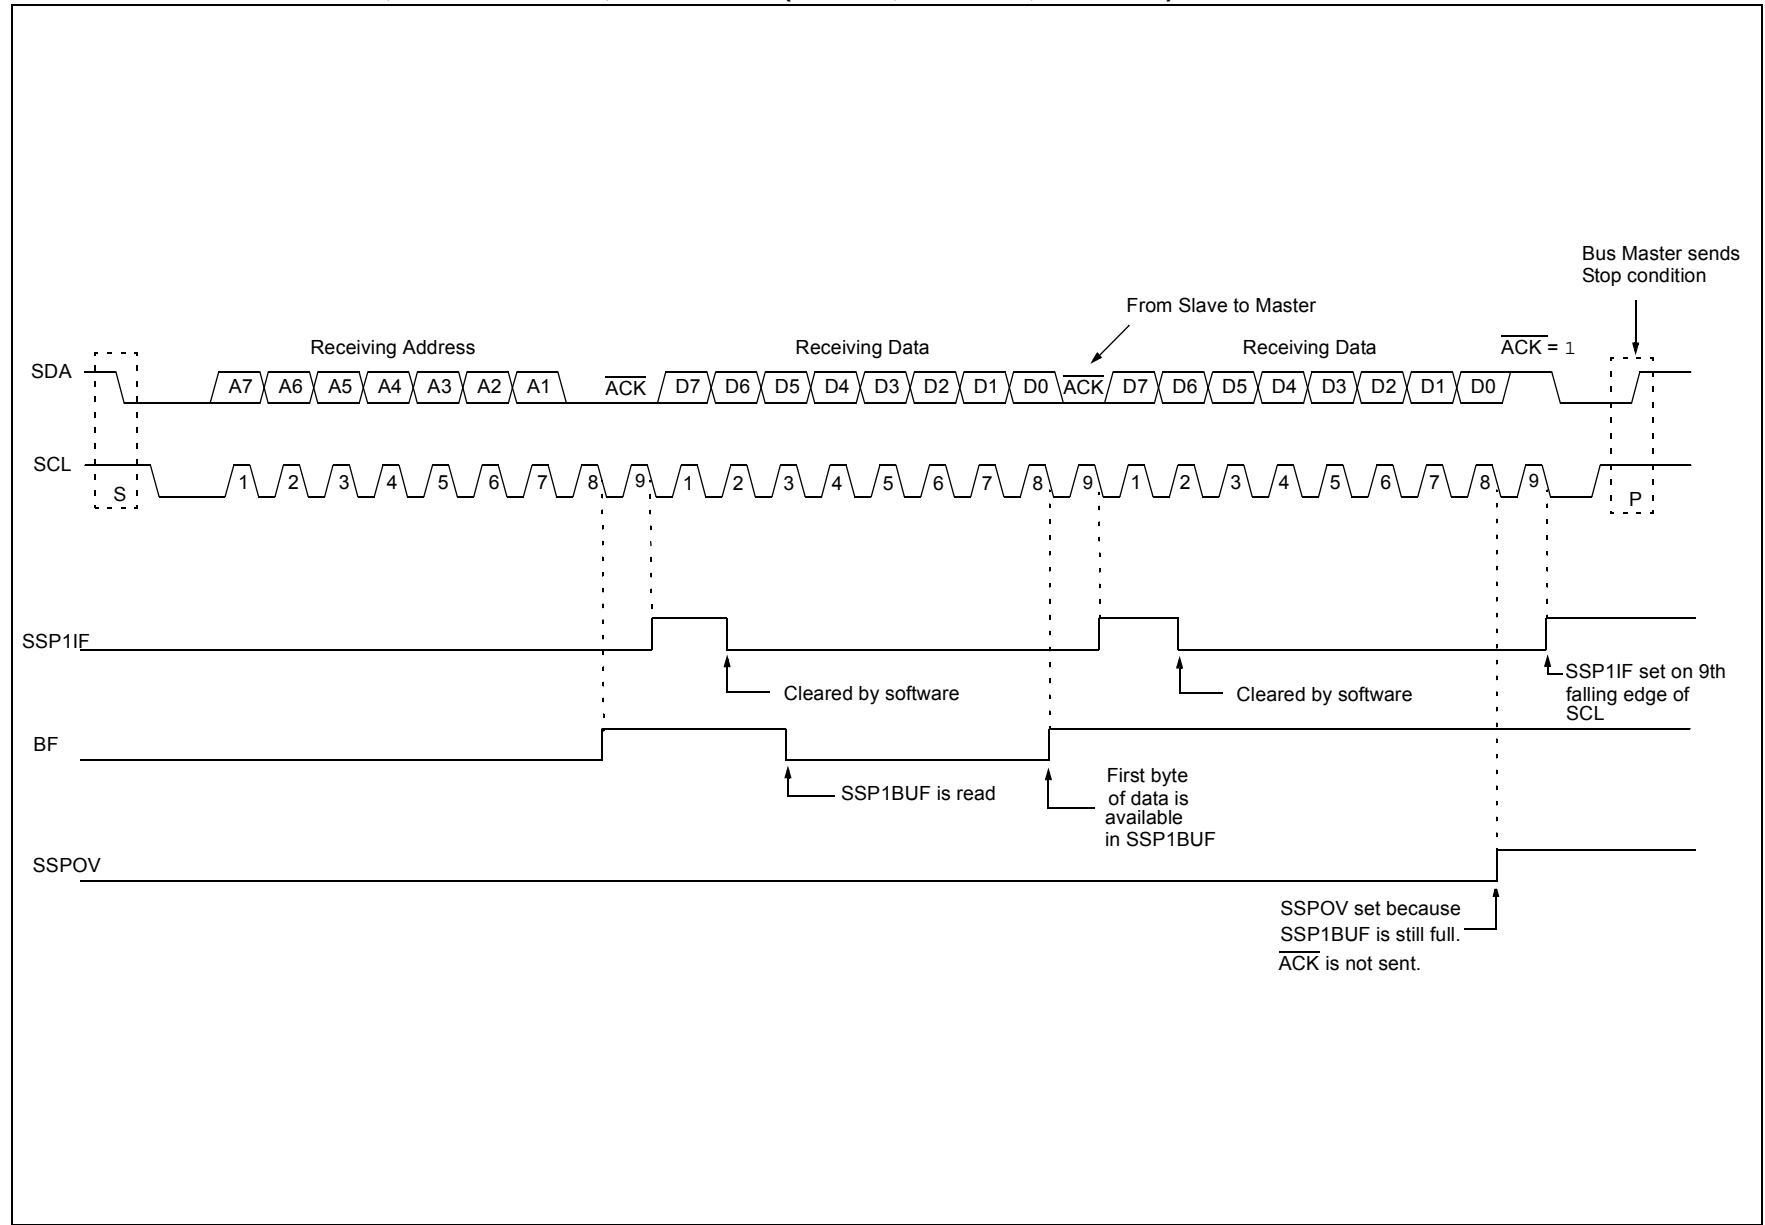 Bus Master sends
Stop condition
From Slave to Master
Receiving Address
Receiving Data
Receiving Data
ACK = 1
SDA
A7 A6 A5 A4 A3 A2 A1 ACK D7 D6 D5 D4 D3 D2 D1 D0 ACK D7 D6 D5 D4 D3 D2 D1 D0
SCL
S
1 2 3 4 5 6 7 8 9 1 2 3 4 5 6 7 8 9 1 2 3 4 5 6 7 8 9
P
SSP1IF
Cleared by software
Cleared by software
SSP1IF set on 9th
falling edge of
SCL
BF
SSP1BUF is read
First byte
of data is
available
in SSP1BUF
SSPOV
SSPOV set because
SSP1BUF is still full.
ACK is not sent.